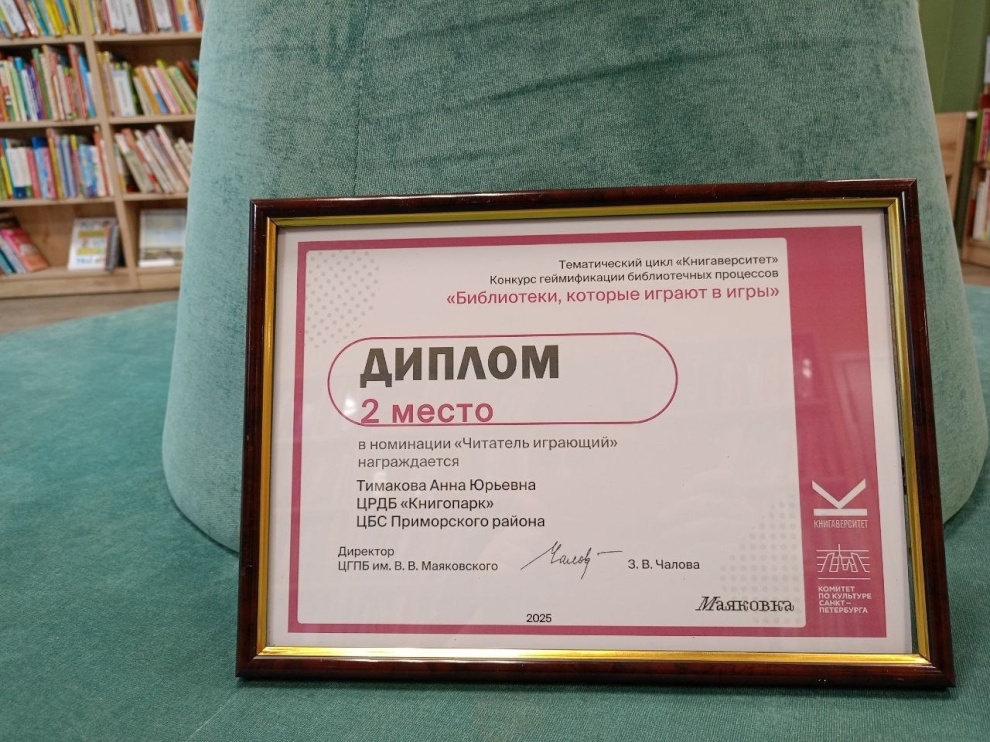 Тематический цикл «Книгаверситет»
Конкурс геймификации библиотечных процессов
«Библиотеки, которые играют в игры»
ДИПЛОМ
2 место
в номинации «Читатель играющий»
награждается
Тимакова Анна Юрьевна
ЦРДБ «Книгопарк»
ЦБС Приморского района
Директор
ЦГПБ им. В. В. Маяковского
Чалов
З. В. Чалова
Маяковка
2025
КНИГАВЕРСИТЕТ
КОМИТЕТ
ПО КУЛЬТУРЕ
САНКТ–
ПЕТЕРБУРГА